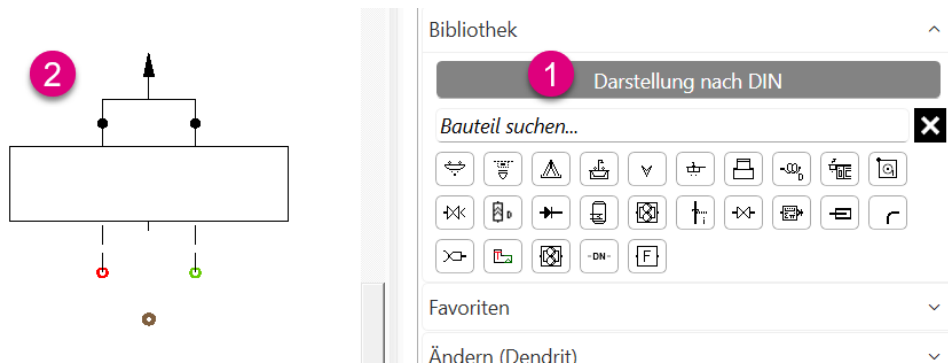 Bibliothek
1
Darstellung nach DIN
2
Bauteil suchen...
D
D
i
-DN-
F
Favoriten
Ändern (Dendrit)